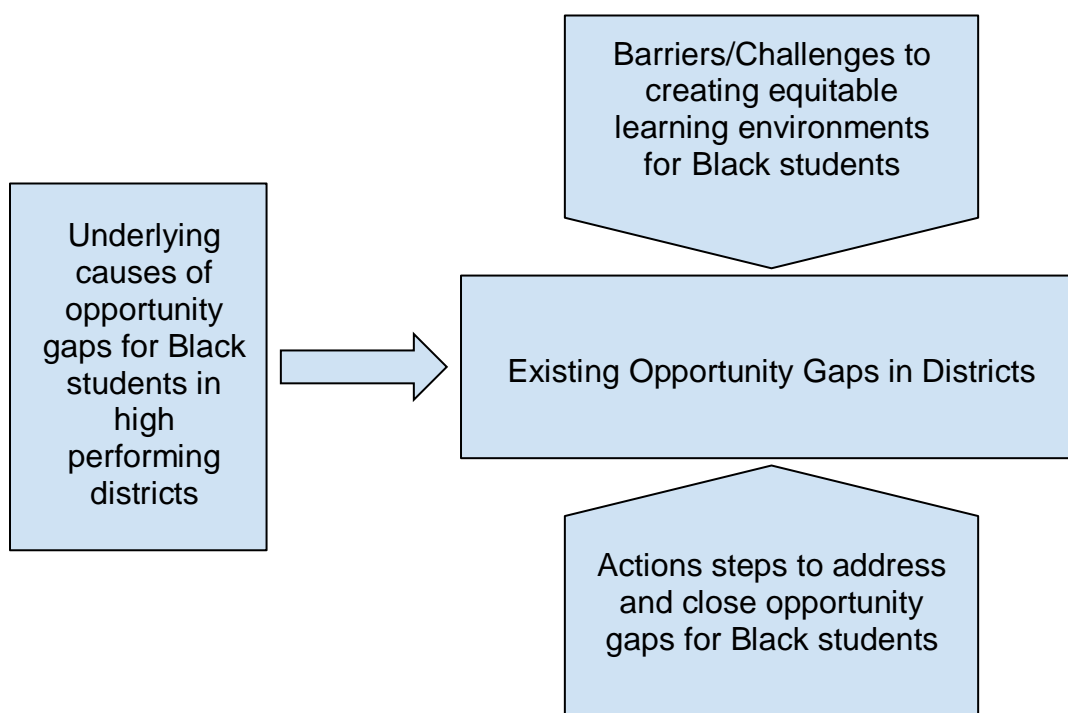 Barriers/Challenges to
creating equitable
learning environments
for Black students
Underlying
causes of
opportunity
gaps for Black
students in
high
performing
districts
Existing Opportunity Gaps in Districts
Actions steps to address
and close opportunity
gaps for Black students